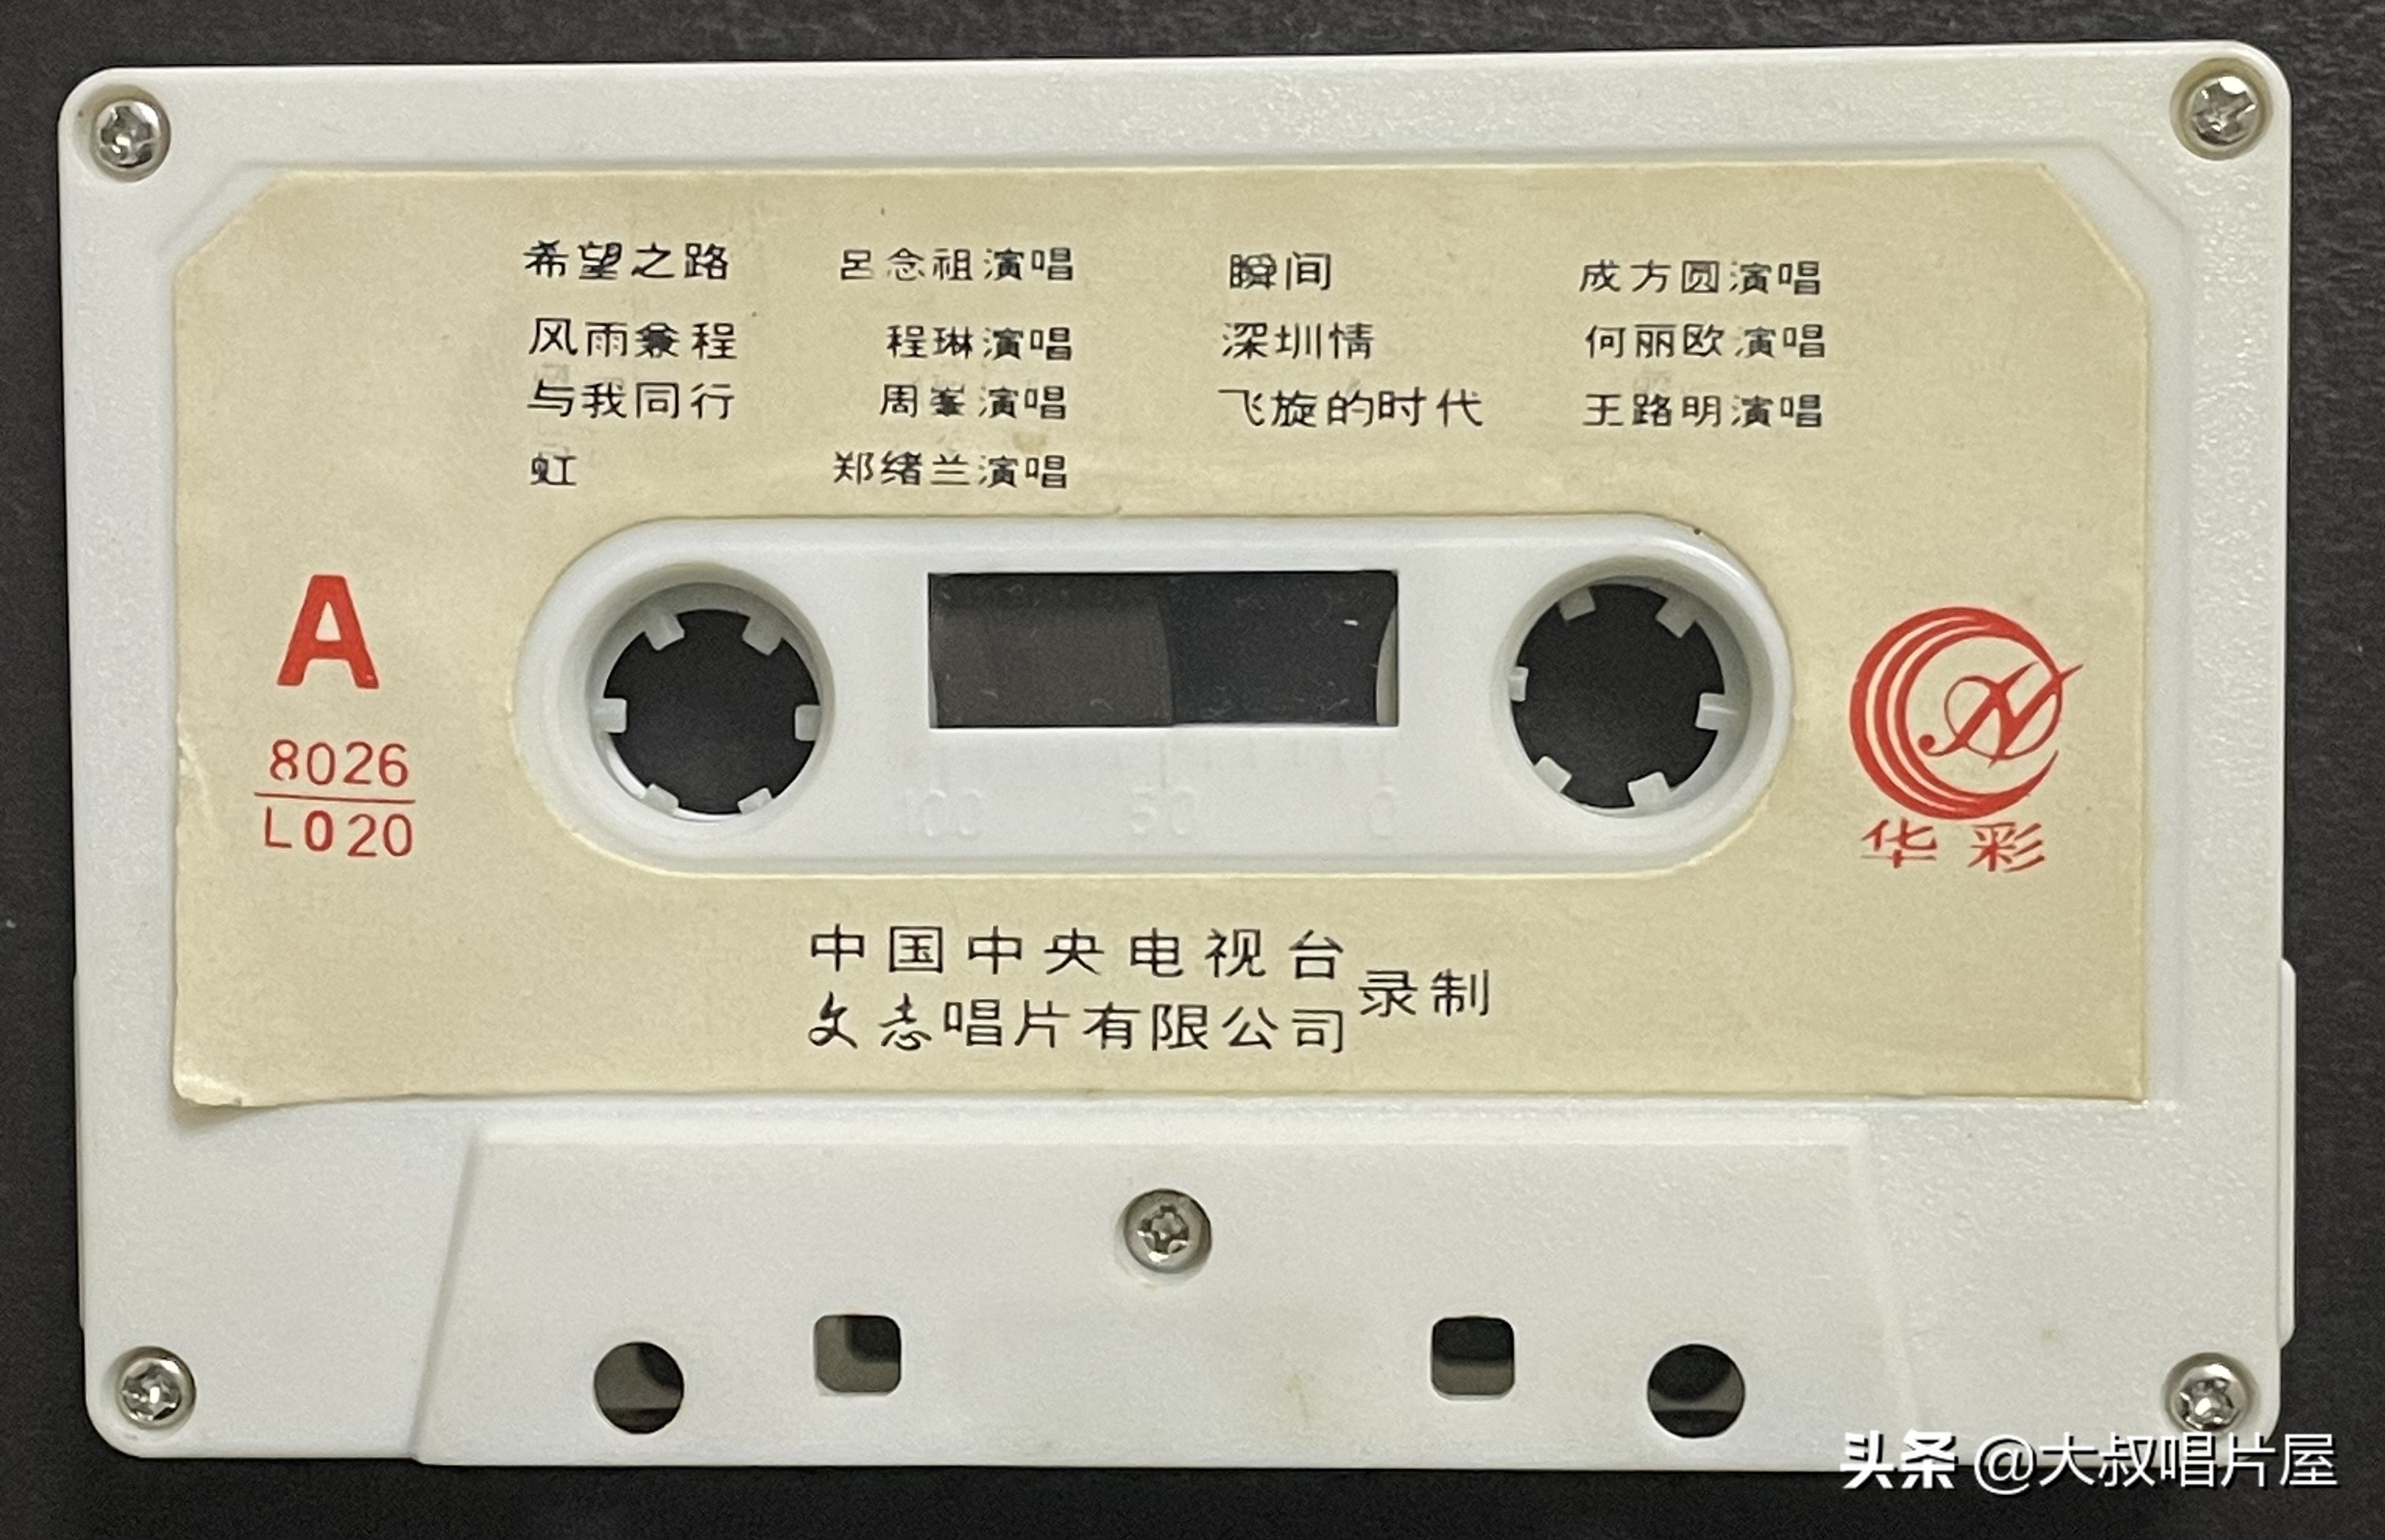 希望之路 吕念祖演唱
风雨兼程 程琳演唱
与我同行 周峯演唱
虹 郑绪兰演唱
瞬间 成方圆演唱
深圳情 何丽欧演唱
飞旋的时代 王路明演唱
A
8026
L020
100 50 0
华彩
中国中央电视台
文志唱片有限公司
录制
头条 @大叔唱片屋